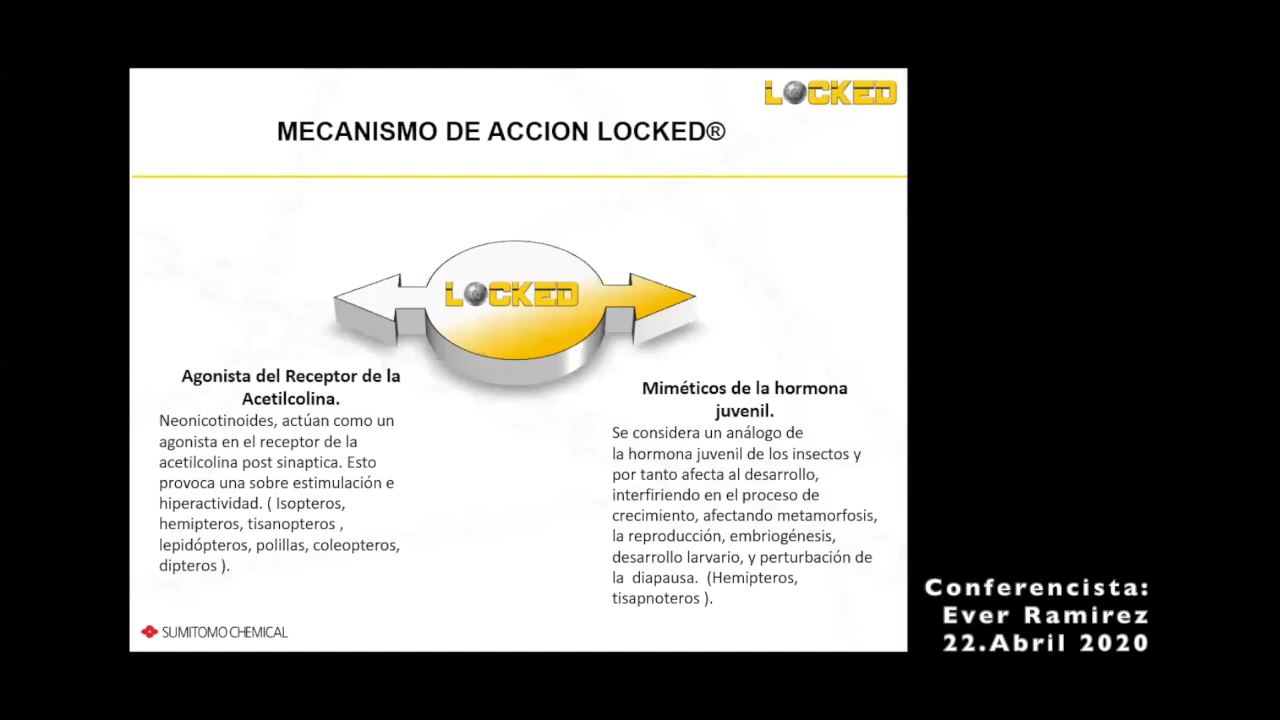 LOCKED
MECANISMO DE ACCION LOCKED®
LOCKED
Agonista del Receptor de la
Acetilcolina.
Neonicotinoides, actúan como un
agonista en el receptor de la
acetilcolina post sinaptica. Esto
provoca una sobre estimulación e
hiperactividad. ( Isopteros,
hemipteros, tisanopteros ,
lepidópteros, polillas, coleopteros,
dipteros ).
Miméticos de la hormona
juvenil.
Se considera un análogo de
la hormona juvenil de los insectos y
por tanto afecta al desarrollo,
interfiriendo en el proceso de
crecimiento, afectando metamorfosis,
la reproducción, embriogénesis,
desarrollo larvario, y perturbación de
la  diapausa.  (Hemipteros,
tisapnoteros ).
SUMITOMO CHEMICAL
Conferencista:
Ever Ramirez
22.Abril 2020